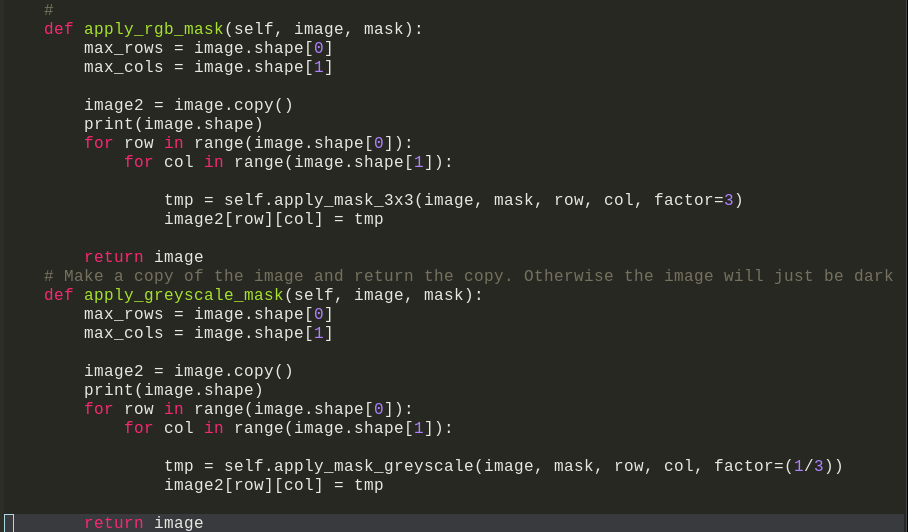 #
def apply_rgb_mask(self, image, mask):
max_rows = image.shape[0]
max_cols = image.shape[1]
image2 = image.copy()
print(image.shape)
for row in range(image.shape[0]):
for col in range(image.shape[1]):
tmp = self.apply_mask_3x3(image, mask, row, col, factor=3)
image2[row][col] = tmp
return image
# Make a copy of the image and return the copy. Otherwise the image will just be dark
def apply_greyscale_mask(self, image, mask):
max_rows = image.shape[0]
max_cols = image.shape[1]
image2 = image.copy()
print(image.shape)
for row in range(image.shape[0]):
for col in range(image.shape[1]):
tmp = self.apply_mask_greyscale(image, mask, row, col, factor=(1/3))
image2[row][col] = tmp
return image